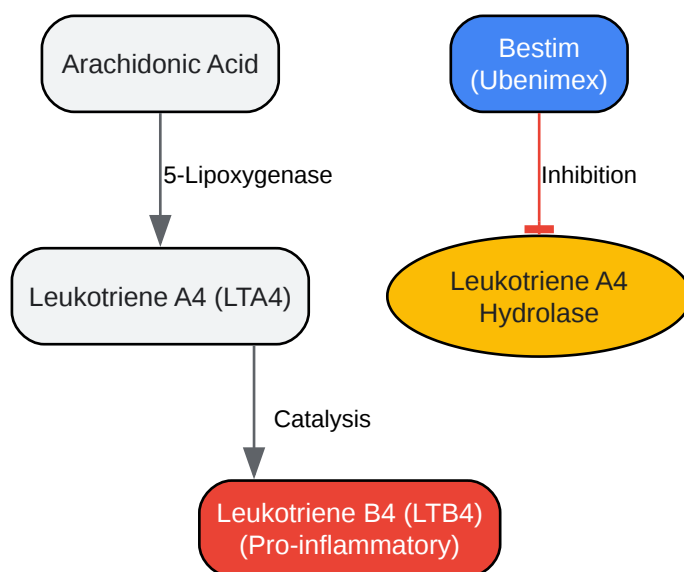 Arachidonic Acid
Bestim
(Ubenimex)
5-Lipoxygenase
Inhibition
Leukotriene A4 (LTA4)
Leukotriene A4
Hydrolase
Catalysis
Leukotriene B4 (LTB4)
(Pro-inflammatory)